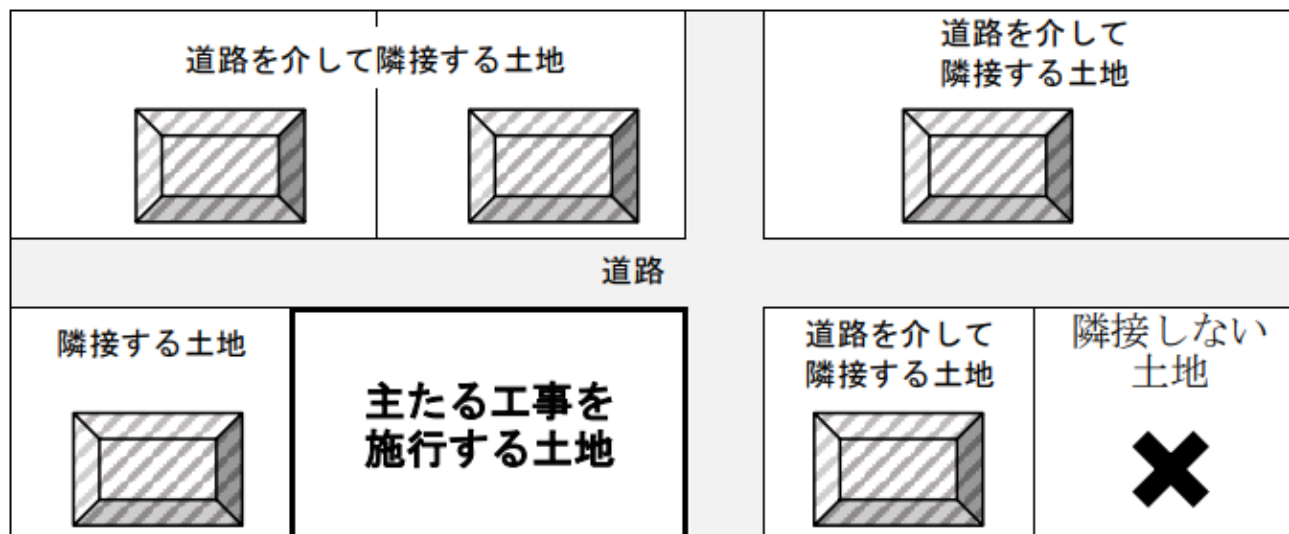 道路を介して隣接する土地
道路を介して
隣接する土地
道路
隣接する土地
主たる工事を
施行する土地
道路を介して
隣接する土地
隣接しない
土地